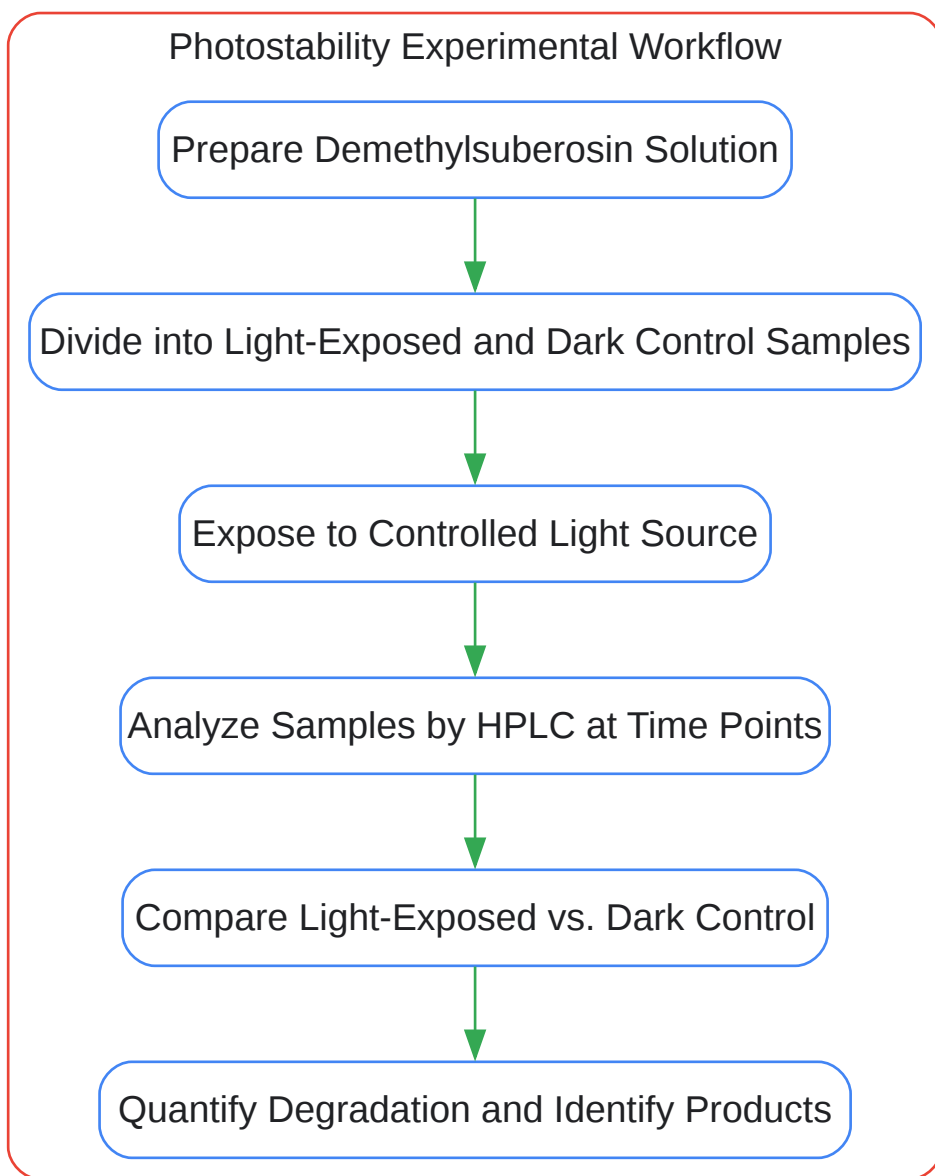 Photostability Experimental Workflow
Prepare Demethylsuberosin Solution
Divide into Light-Exposed and Dark Control Samples
Expose to Controlled Light Source
Analyze Samples by HPLC at Time Points
Compare Light-Exposed vs. Dark Control
Quantify Degradation and Identify Products